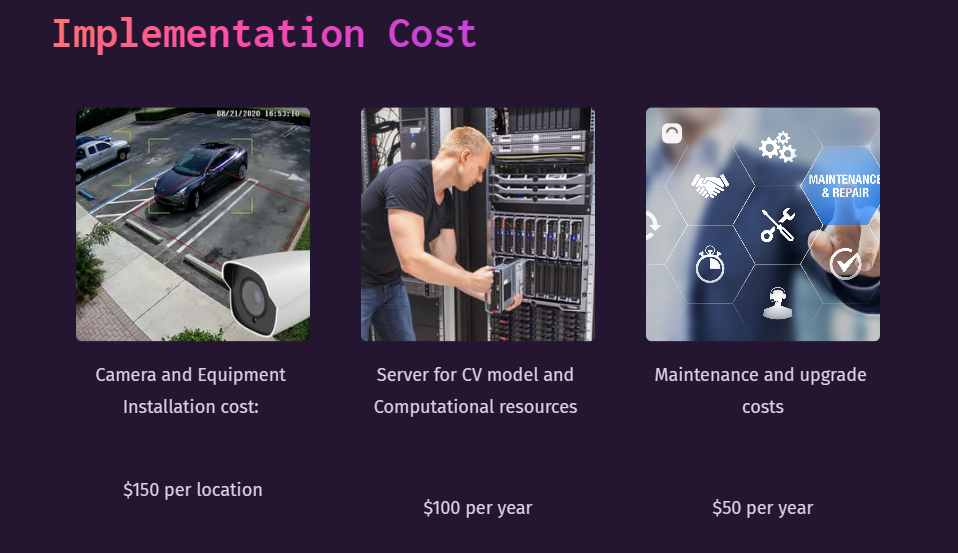 Implementation Cost
08/21/2020 16:53:10
MAINTENANCE
& REPAIR
Camera and Equipment
Installation cost:
$150 per location
Server for CV model and
Computational resources
$100 per year
Maintenance and upgrade
costs
$50 per year